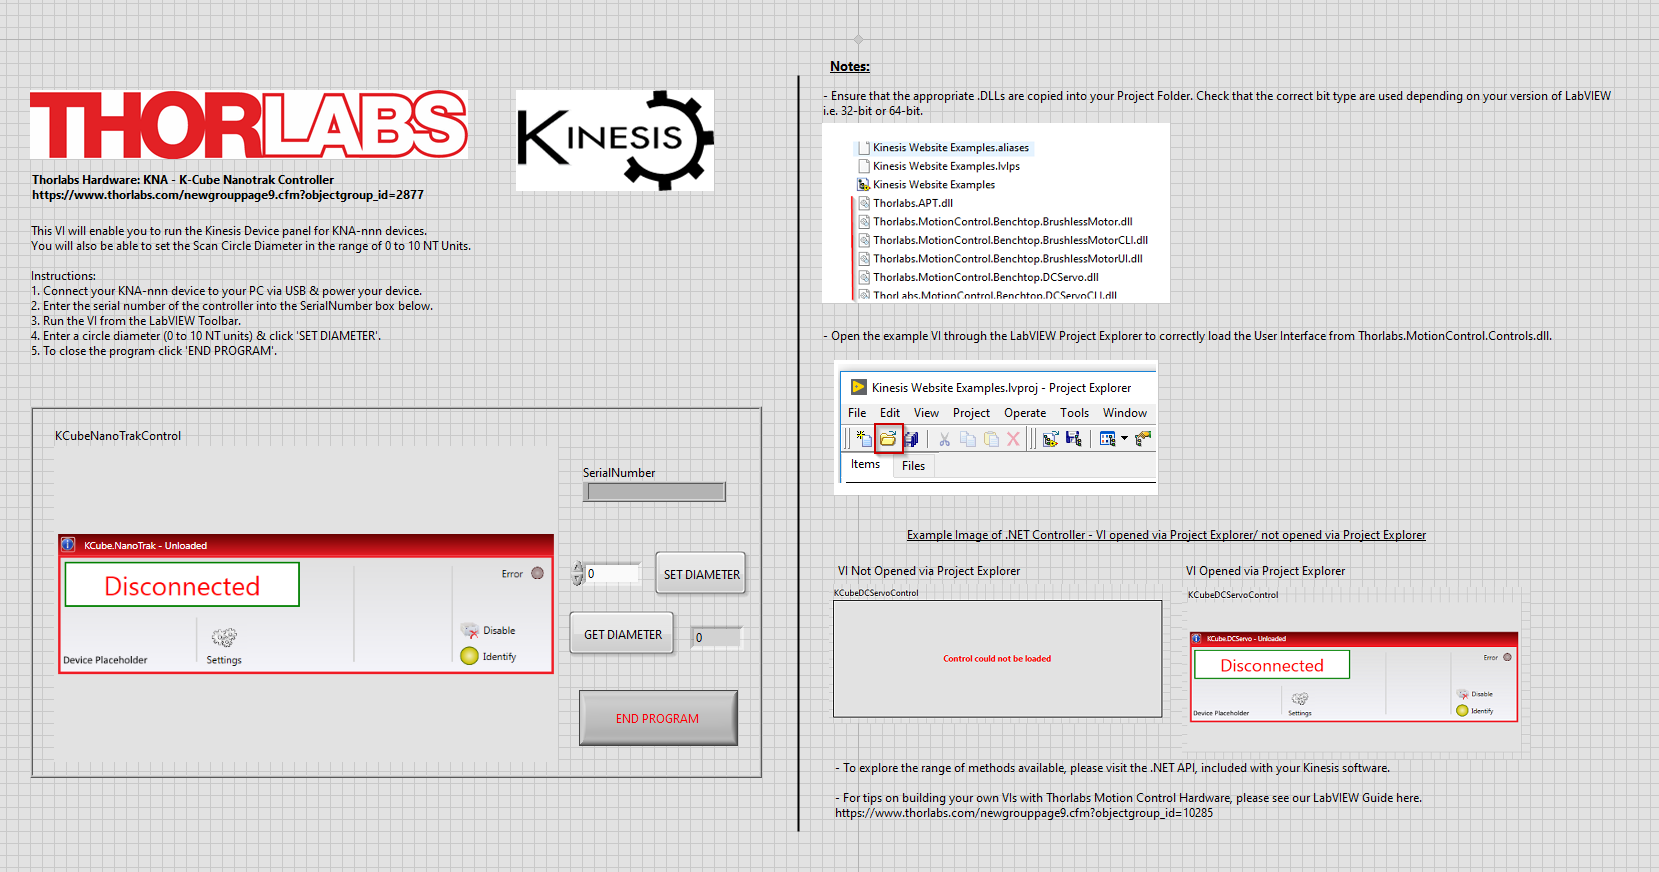 THORLABS
KINESIS
Thorlabs Hardware: KNA - K-Cube Nanotrak Controller
https://www.thorlabs.com/newgrouppage9.cfm?objectgroup_id=2877
This VI will enable you to run the Kinesis Device panel for KNA-nnn devices.
You will also be able to set the Scan Circle Diameter in the range of 0 to 10 NT Units.
Instructions:
1. Connect your KNA-nnn device to your PC via USB & power your device.
2. Enter the serial number of the controller into the SerialNumber box below.
3. Run the VI from the LabVIEW Toolbar.
4. Enter a circle diameter (0 to 10 NT units) & click 'SET DIAMETER'.
5. To close the program click 'END PROGRAM'.
KCubeNanoTrakControl
KCube.NanoTrak - Unloaded
Disconnected
Error
Disable
Identify
Device Placeholder
Settings
SerialNumber
0
SET DIAMETER
GET DIAMETER
0
END PROGRAM
Notes:
- Ensure that the appropriate .DLLs are copied into your Project Folder. Check that the correct bit type are used depending on your version of LabVIEW
i.e. 32-bit or 64-bit.
Kinesis Website Examples.aliases
Kinesis Website Examples.lvlps
Kinesis Website Examples
Thorlabs.APT.dll
Thorlabs.MotionControl.Benchtop.BrushlessMotor.dll
Thorlabs.MotionControl.Benchtop.BrushlessMotorCLI.dll
Thorlabs.MotionControl.Benchtop.BrushlessMotorUI.dll
Thorlabs.MotionControl.Benchtop.DCServo.dll
ThorLabs.MotionControl.Benchtop.DCServoCLI.dll
- Open the example VI through the LabVIEW Project Explorer to correctly load the User Interface from Thorlabs.MotionControl.Controls.dll.
Kinesis Website Examples.lvproj - Project Explorer
File Edit View Project Operate Tools Window
Items Files
Example Image of .NET Controller - VI opened via Project Explorer/ not opened via Project Explorer
VI Not Opened via Project Explorer
KCubeDCServoControl
Control could not be loaded
VI Opened via Project Explorer
KCubeDCServoControl
KCube.DCServo - Unloaded
Disconnected
Error
Disable
Identify
Device Placeholder
Settings
- To explore the range of methods available, please visit the .NET API, included with your Kinesis software.
- For tips on building your own VIs with Thorlabs Motion Control Hardware, please see our LabVIEW Guide here.
https://www.thorlabs.com/newgrouppage9.cfm?objectgroup_id=10285